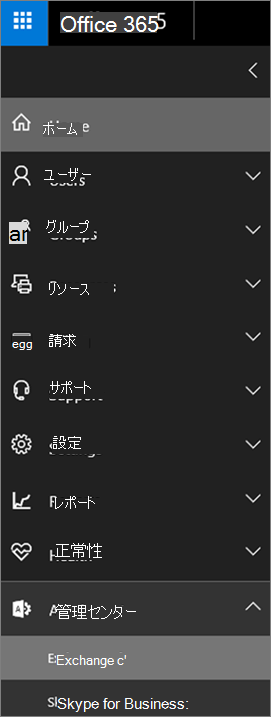 Office 365
ホーム
ユーザー
ar
グループ
リソース
egg
請求
サポート
設定
レポート
正常性
管理センター
Exchange c'
Skype for Business: